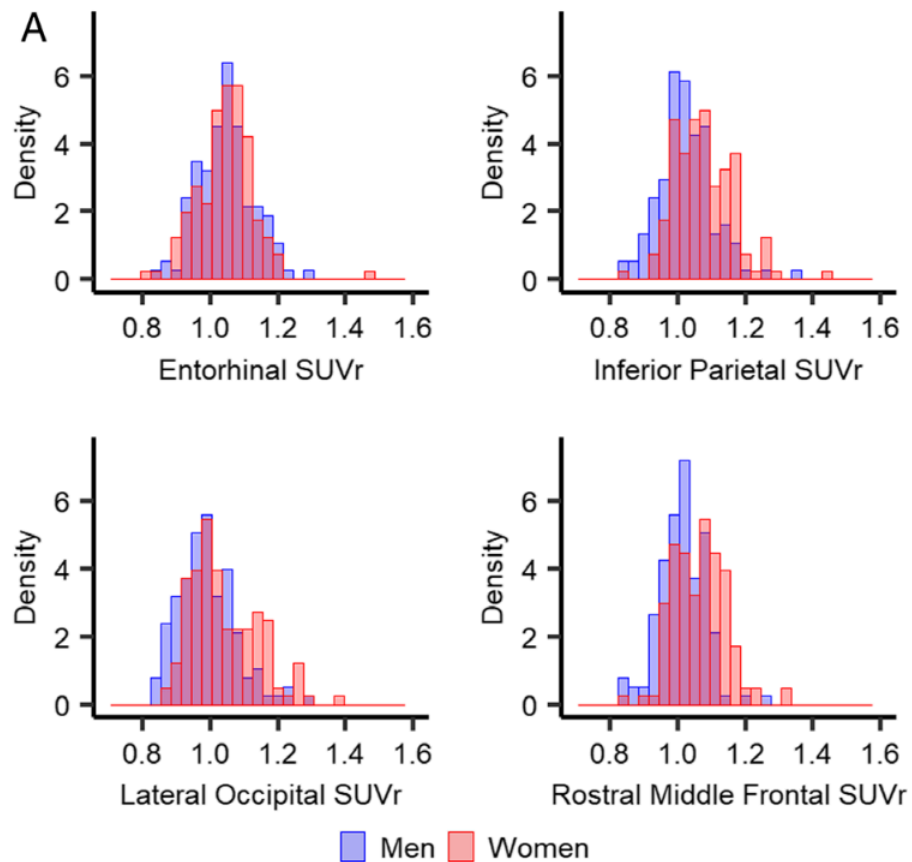 A
Density
6
4
2
0
0.8 1.0 1.2 1.4 1.6
Entorhinal SUVr
Density
6
4
2
0
0.8 1.0 1.2 1.4 1.6
Inferior Parietal SUVr
Density
6
4
2
0
0.8 1.0 1.2 1.4 1.6
Lateral Occipital SUVr
Density
6
4
2
0
0.8 1.0 1.2 1.4 1.6
Rostral Middle Frontal SUVr
Men Women